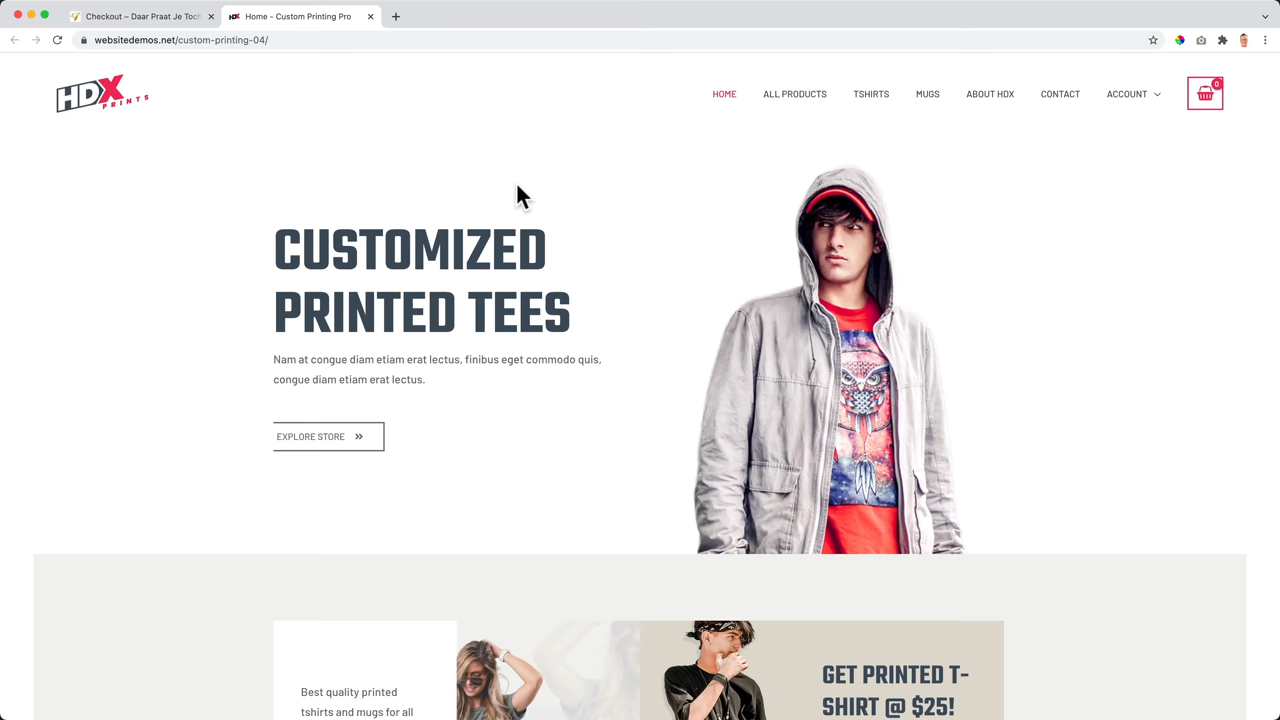 Checkout – Daar Praat Je Toch
Home - Custom Printing Pro
websitedemos.net/custom-printing-04/
HDX
PRINTS
HOME
ALL PRODUCTS
TSHIRTS
MUGS
ABOUT HDX
CONTACT
ACCOUNT
0
CUSTOMIZED
PRINTED TEES
Nam at congue diam etiam erat lectus, finibus eget commodo quis,
congue diam etiam erat lectus.
EXPLORE STORE
Best quality printed
tshirts and mugs for all
GET PRINTED T-
SHIRT @ $25!